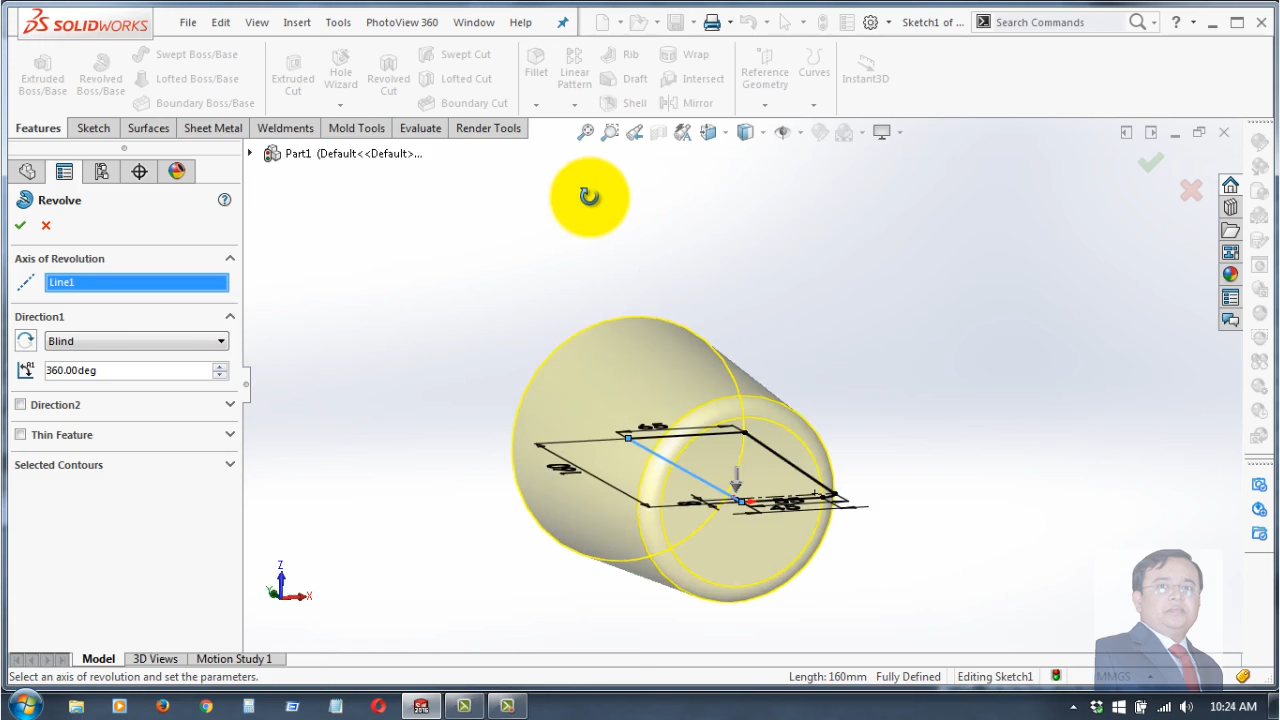 SOLIDWORKS File Edit View Insert Tools PhotoView 360 Window Help Sketch1 of ... Search Commands
Extruded Boss/Base
Revolved Boss/Base
Swept Boss/Base
Lofted Boss/Base
Boundary Boss/Base
Extruded Cut
Hole Wizard
Revolved Cut
Swept Cut
Lofted Cut
Boundary Cut
Fillet
Linear Pattern
Rib
Draft
Shell
Wrap
Intersect
Mirror
Reference Geometry
Curves
Instant3D
Features Sketch Surfaces Sheet Metal Weldments Mold Tools Evaluate Render Tools
Part1 (Default<<Default>...
Revolve
Axis of Revolution
Line1
Direction1
Blind
360.00deg
Direction2
Thin Feature
Selected Contours
Z
X
Y
Model 3D Views Motion Study 1
Select an axis of revolution and set the parameters. Length: 160mm Fully Defined Editing Sketch1 MMGS
10:24 AM